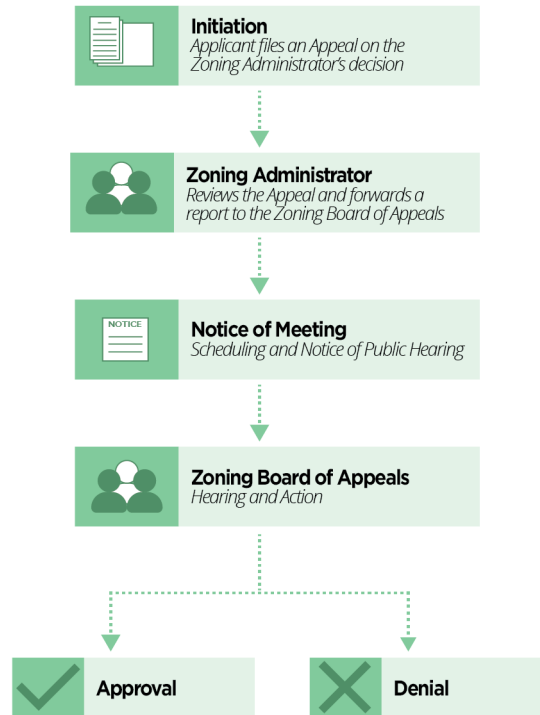 Initiation
Applicant files an Appeal on the
Zoning Administrator's decision
Zoning Administrator
Reviews the Appeal and forwards a
report to the Zoning Board of Appeals
NOTICE
Notice of Meeting
Scheduling and Notice of Public Hearing
Zoning Board of Appeals
Hearing and Action
Approval
Denial